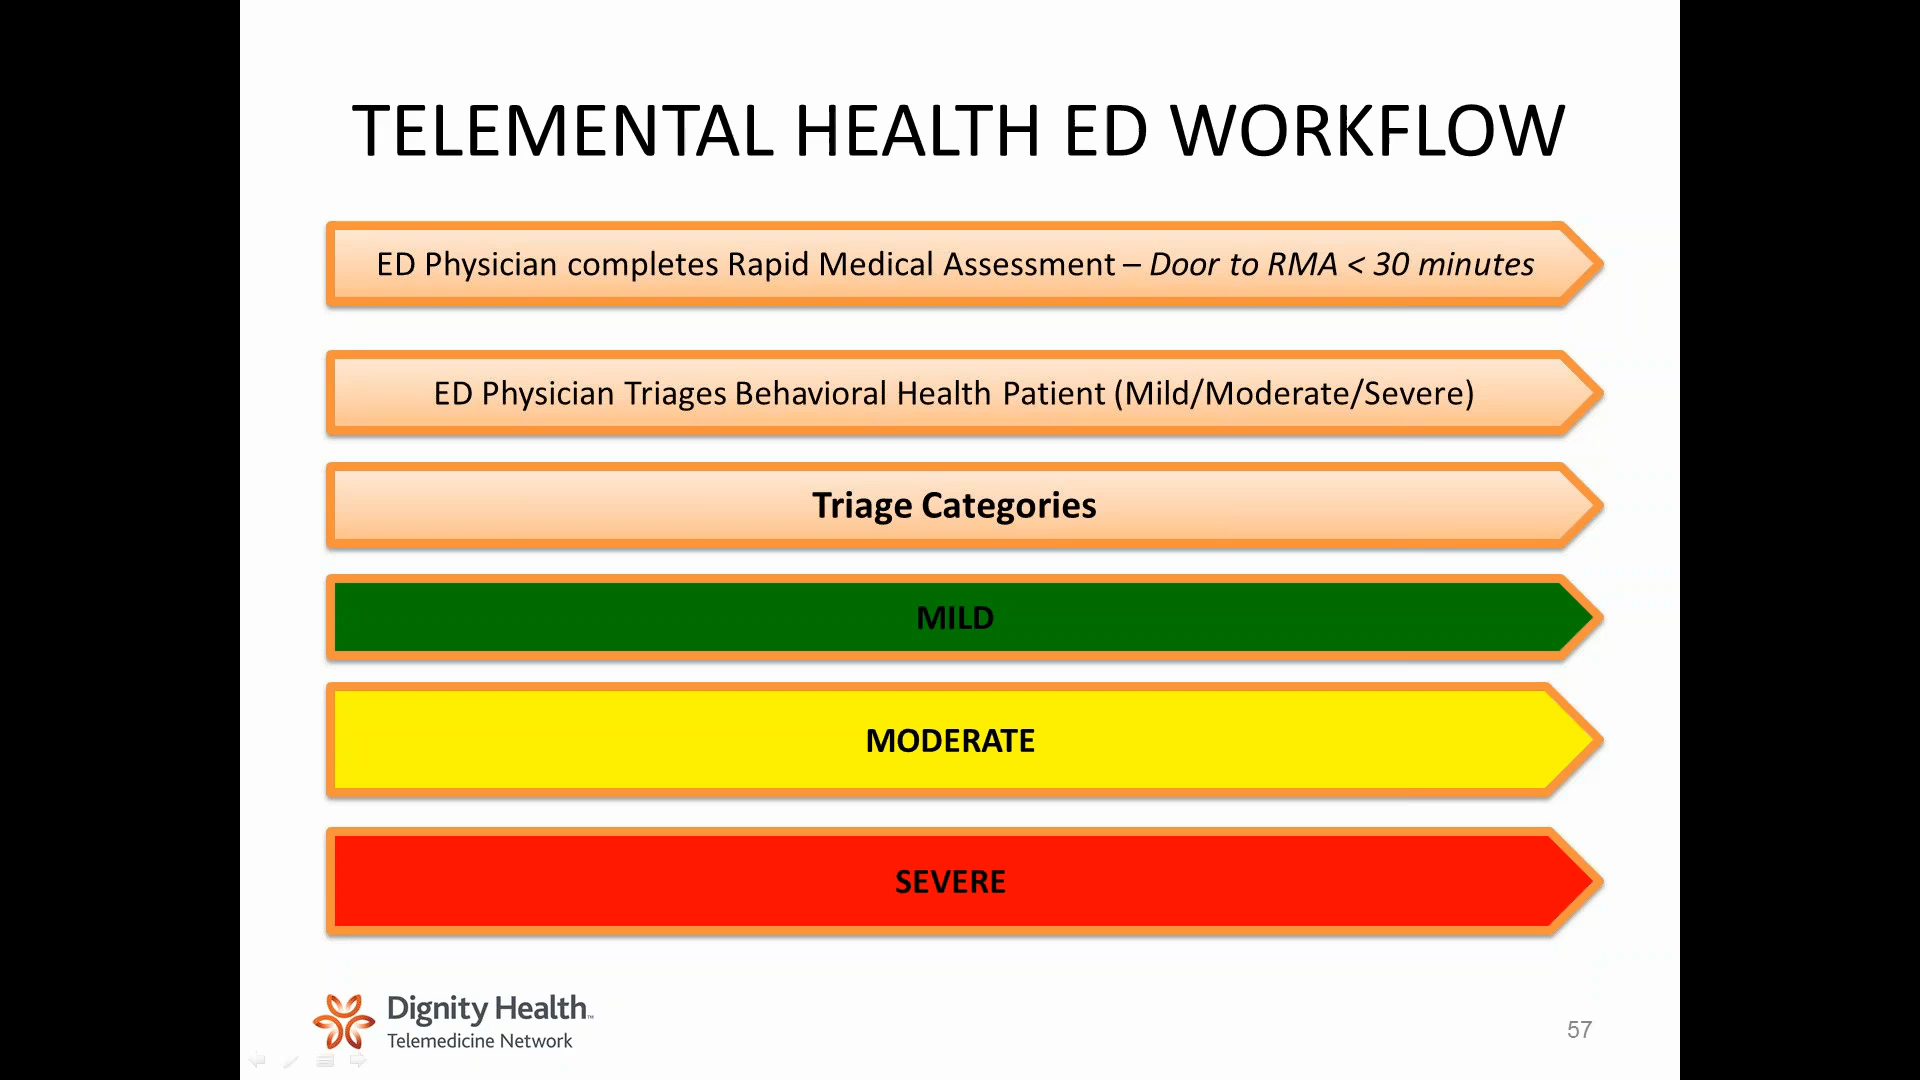 TELEMENTAL HEALTH ED WORKFLOW
ED Physician completes Rapid Medical Assessment – Door to RMA < 30 minutes
ED Physician Triages Behavioral Health Patient (Mild/Moderate/Severe)
Triage Categories
MILD
MODERATE
SEVERE
Dignity Health™
Telemedicine Network
57